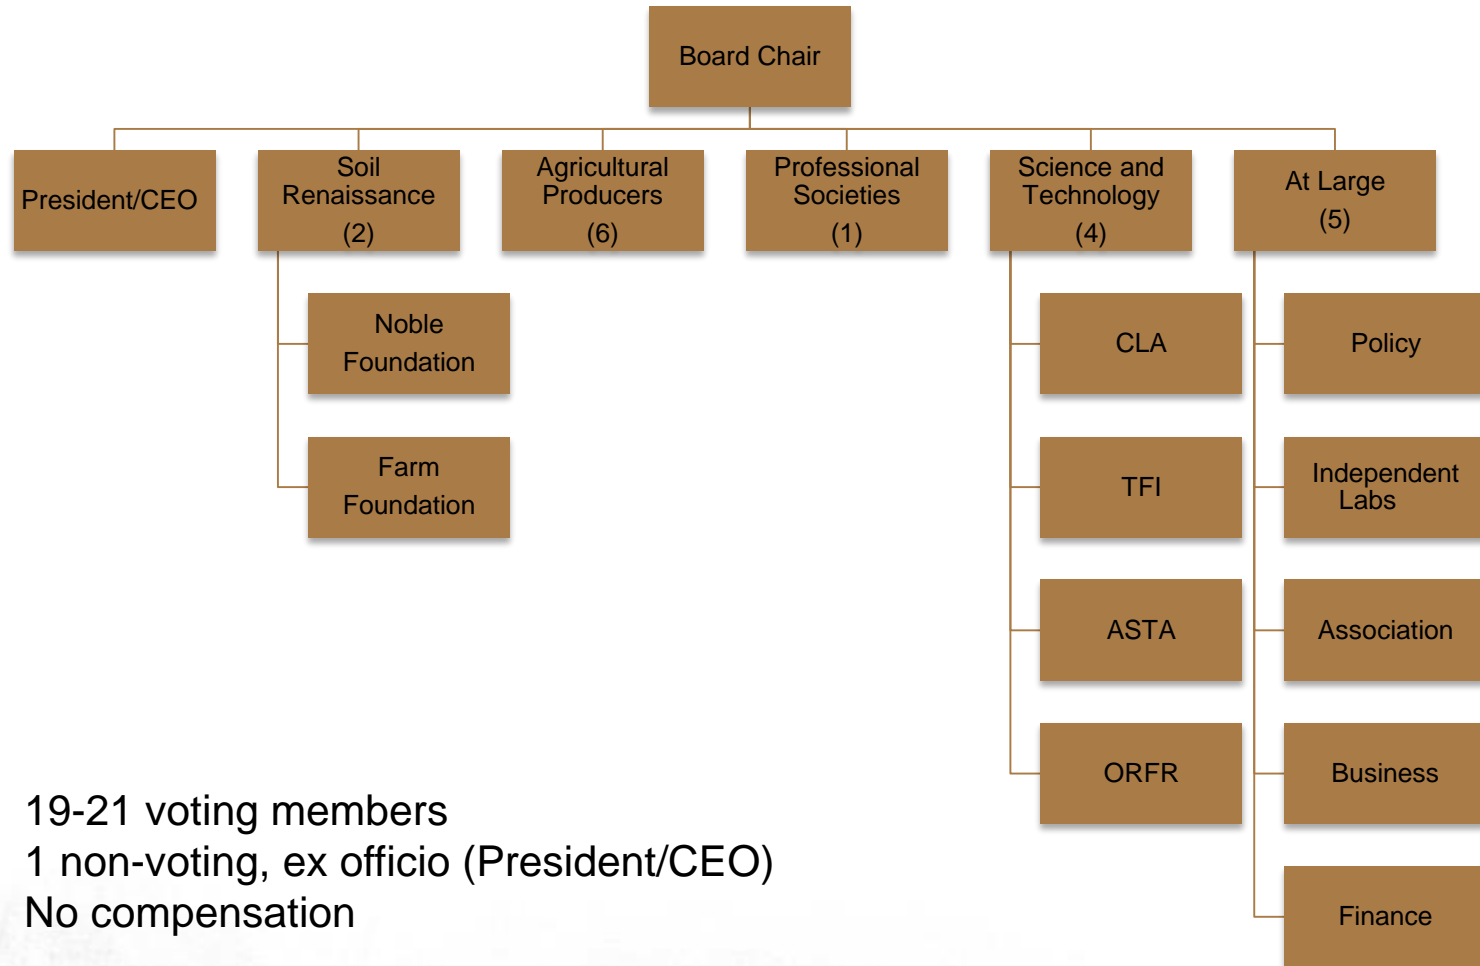 Board Chair
President/CEO
Soil
Renaissance
(2)
Agricultural
Producers
(6)
Professional
Societies
(1)
Science and
Technology
(4)
At Large
(5)
Noble
Foundation
Farm
Foundation
CLA
TFI
ASTA
ORFR
Policy
Independent
Labs
Association
Business
Finance
19-21 voting members
1 non-voting, ex officio (President/CEO)
No compensation